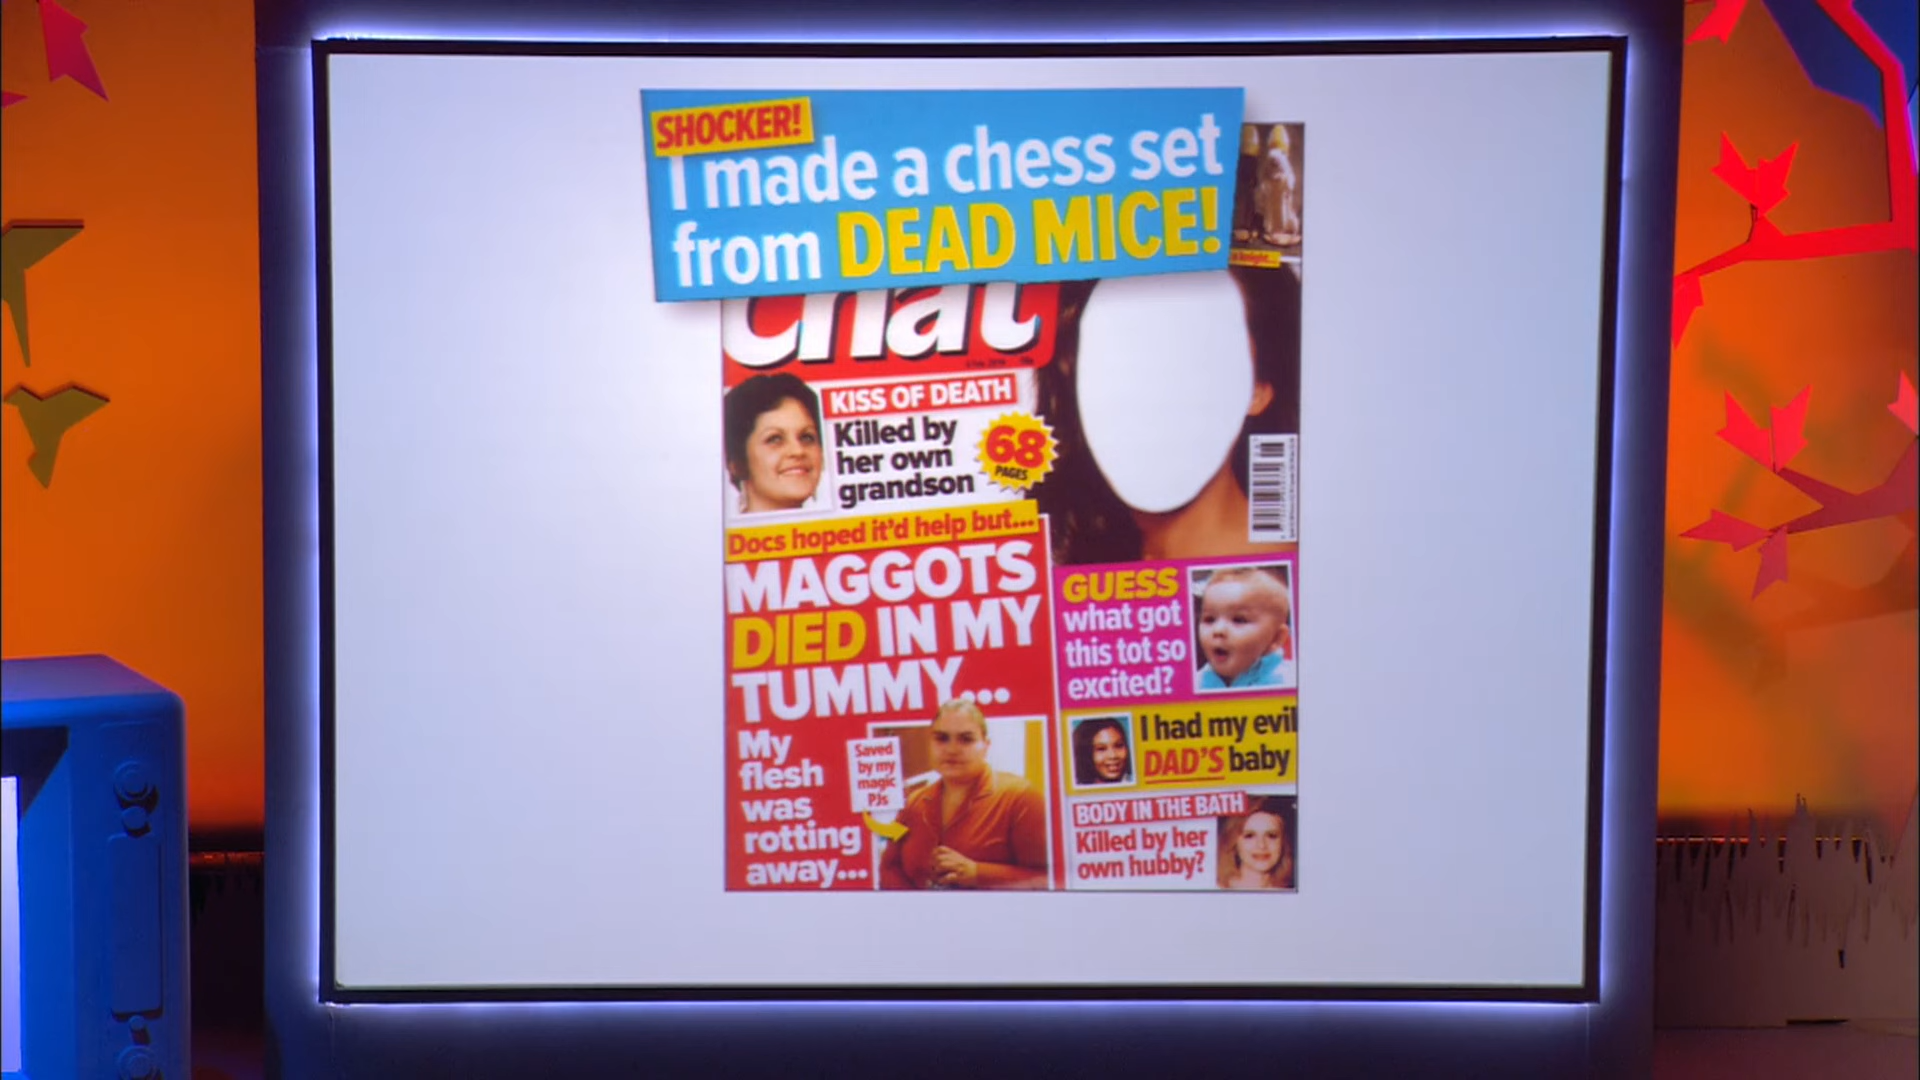 SHOCKER!
I made a chess set
from DEAD MICE!
chat
KISS OF DEATH
Killed by
her own
grandson
68
PAGES
Docs hoped it'd help but...
MAGGOTS
DIED IN MY
TUMMY...
My
flesh
was
rotting
away...
Saved
by my
magic
PJs
GUESS
what got
this tot so
excited?
I had my evil
DAD'S baby
BODY IN THE BATH
Killed by her
own hubby?